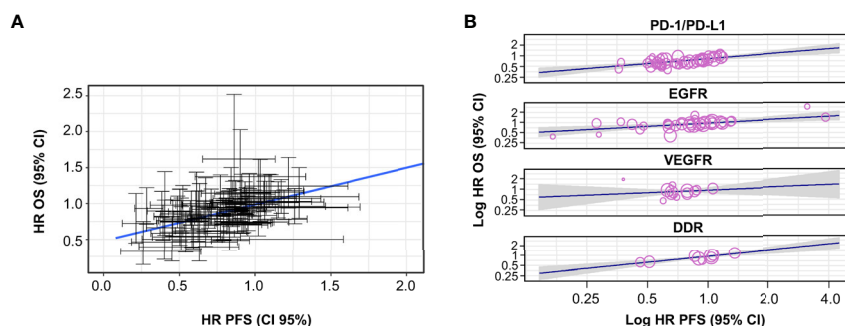 A
HR OS (95% CI)
2.5
2.0
1.5
1.0
0.5
0.0 0.5 1.0 1.5 2.0
HR PFS (CI 95%)
B
Log HR OS (95% CI)
PD-1/PD-L1
2
1
0.5
0.25
EGFR
2
1
0.5
0.25
VEGFR
2
1
0.5
0.25
DDR
2
1
0.5
0.25
0.25 0.5 1.0 2.0 4.0
Log HR PFS (95% CI)